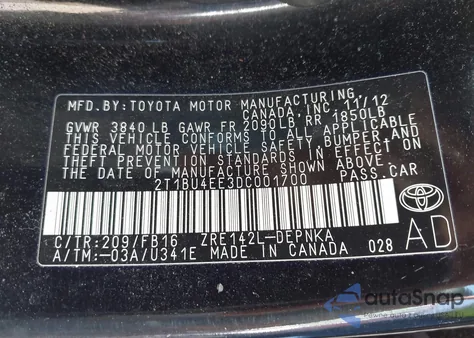 MFD. BY: TOYOTA MOTOR MANUFACTURING
CANADA, INC. 11/12
GVWR 3840 LB GAWR FR 2090LB RR 1850LB
THIS VEHICLE CONFORMS TO ALL APPLICABLE
FEDERAL MOTOR VEHICLE SAFETY, BUMPER, AND
THEFT PREVENTION STANDARDS IN EFFECT ON
THE DATE OF MANUFACTURE SHOWN ABOVE.
2T1BU4EE3DC001700 PASS.CAR
C/TR:209/FB16 ZRE142L-DEPNKA
A/TM:-03A/U341E MADE IN CANADA 028
AD
TOYOTA
autoSnap